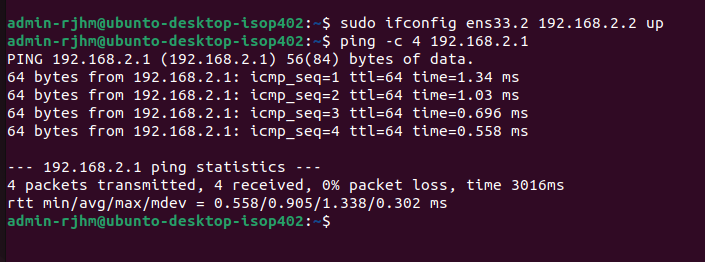 admin-rjhm@ubunto-desktop-isop402:~$ sudo ifconfig ens33.2 192.168.2.2 up
admin-rjhm@ubunto-desktop-isop402:~$ ping -c 4 192.168.2.1
PING 192.168.2.1 (192.168.2.1) 56(84) bytes of data.
64 bytes from 192.168.2.1: icmp_seq=1 ttl=64 time=1.34 ms
64 bytes from 192.168.2.1: icmp_seq=2 ttl=64 time=1.03 ms
64 bytes from 192.168.2.1: icmp_seq=3 ttl=64 time=0.696 ms
64 bytes from 192.168.2.1: icmp_seq=4 ttl=64 time=0.558 ms
--- 192.168.2.1 ping statistics ---
4 packets transmitted, 4 received, 0% packet loss, time 3016ms
rtt min/avg/max/mdev = 0.558/0.905/1.338/0.302 ms
admin-rjhm@ubunto-desktop-isop402:~$